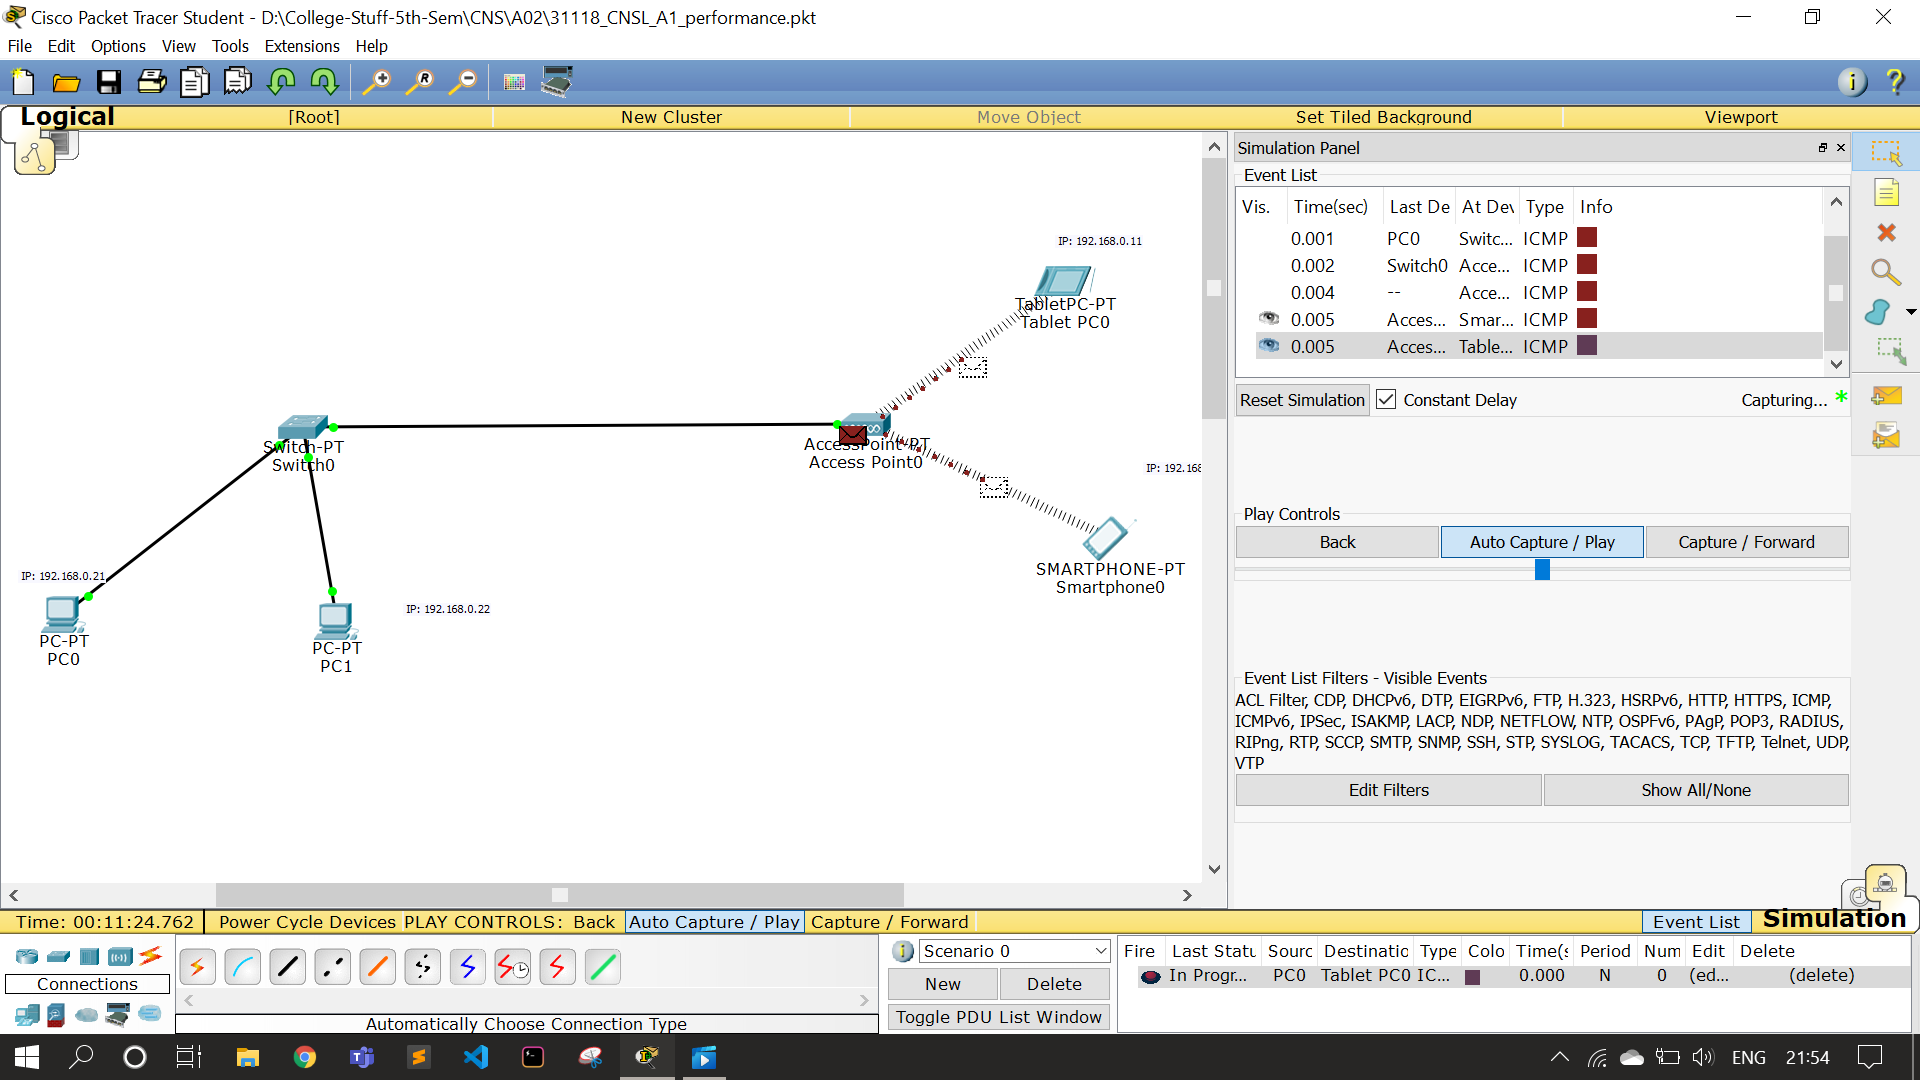 Cisco Packet Tracer Student - D:\College-Stuff-5th-Sem\CNS\A02\31118_CNSL_A1_performance.pkt
File Edit Options View Tools Extensions Help
Logical [Root] New Cluster Move Object Set Tiled Background Viewport
IP: 192.168.0.11
TabletPC-PT
Tablet PC0
Switch-PT
Switch0
AccessPoint-PT
Access Point0
IP: 192.168
SMARTPHONE-PT
Smartphone0
IP: 192.168.0.21
PC-PT
PC0
IP: 192.168.0.22
PC-PT
PC1
Simulation Panel
Event List
Vis. Time(sec) Last De At Dev Type Info
0.001 PC0 Switc... ICMP
0.002 Switch0 Acce... ICMP
0.004 -- Acce... ICMP
0.005 Acces... Smar... ICMP
0.005 Acces... Table... ICMP
Reset Simulation Constant Delay Capturing... *
Play Controls
Back Auto Capture / Play Capture / Forward
Event List Filters - Visible Events
ACL Filter, CDP, DHCPv6, DTP, EIGRPv6, FTP, H.323, HSRPv6, HTTP, HTTPS, ICMP,
ICMPv6, IPSec, ISAKMP, LACP, NDP, NETFLOW, NTP, OSPFv6, PAgP, POP3, RADIUS,
RIPng, RTP, SCCP, SMTP, SNMP, SSH, STP, SYSLOG, TACACS, TCP, TFTP, Telnet, UDP,
VTP
Edit Filters Show All/None
Time: 00:11:24.762 Power Cycle Devices PLAY CONTROLS: Back Auto Capture / Play Capture / Forward Event List Simulation
Connections
Automatically Choose Connection Type
Scenario 0
New Delete
Toggle PDU List Window
Fire Last Statu Sourc Destinatio Type Colo Time(s Period Num Edit Delete
In Progr... PC0 Tablet PC0 IC... 0.000 N 0 (ed... (delete)
ENG 21:54